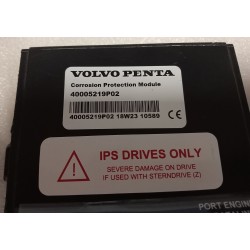 VOLVO PENTA
Corrosion Protection Module
40005219P02
40005219P02 18W23 10589
IPS DRIVES ONLY
SEVERE DAMAGE ON DRIVE
IF USED WITH STERNDRIVE (Z)
PORT ENGINE